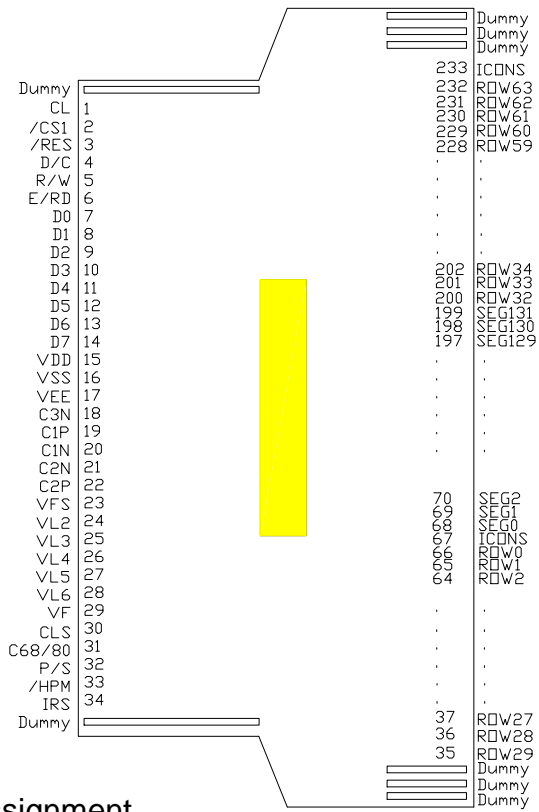 Dummy
CL 1
/CS1 2
/RES 3
D/C 4
R/W 5
E/RD 6
D0 7
D1 8
D2 9
D3 10
D4 11
D5 12
D6 13
D7 14
VDD 15
VSS 16
VEE 17
C3N 18
C1P 19
C1N 20
C2N 21
C2P 22
VFS 23
VL2 24
VL3 25
VL4 26
VL5 27
VL6 28
VF 29
CLS 30
C68/80 31
P/S 32
/HPM 33
IRS 34
Dummy
Dummy
Dummy
Dummy
233 ICONS
232 ROW63
231 ROW62
230 ROW61
229 ROW60
228 ROW59
202 ROW34
201 ROW33
200 ROW32
199 SEG131
198 SEG130
197 SEG129
70 SEG2
69 SEG1
68 SEG0
67 ICONS
66 ROW0
65 ROW1
64 ROW2
37 ROW27
36 ROW28
35 ROW29
Dummy
Dummy
Dummy
ssignment